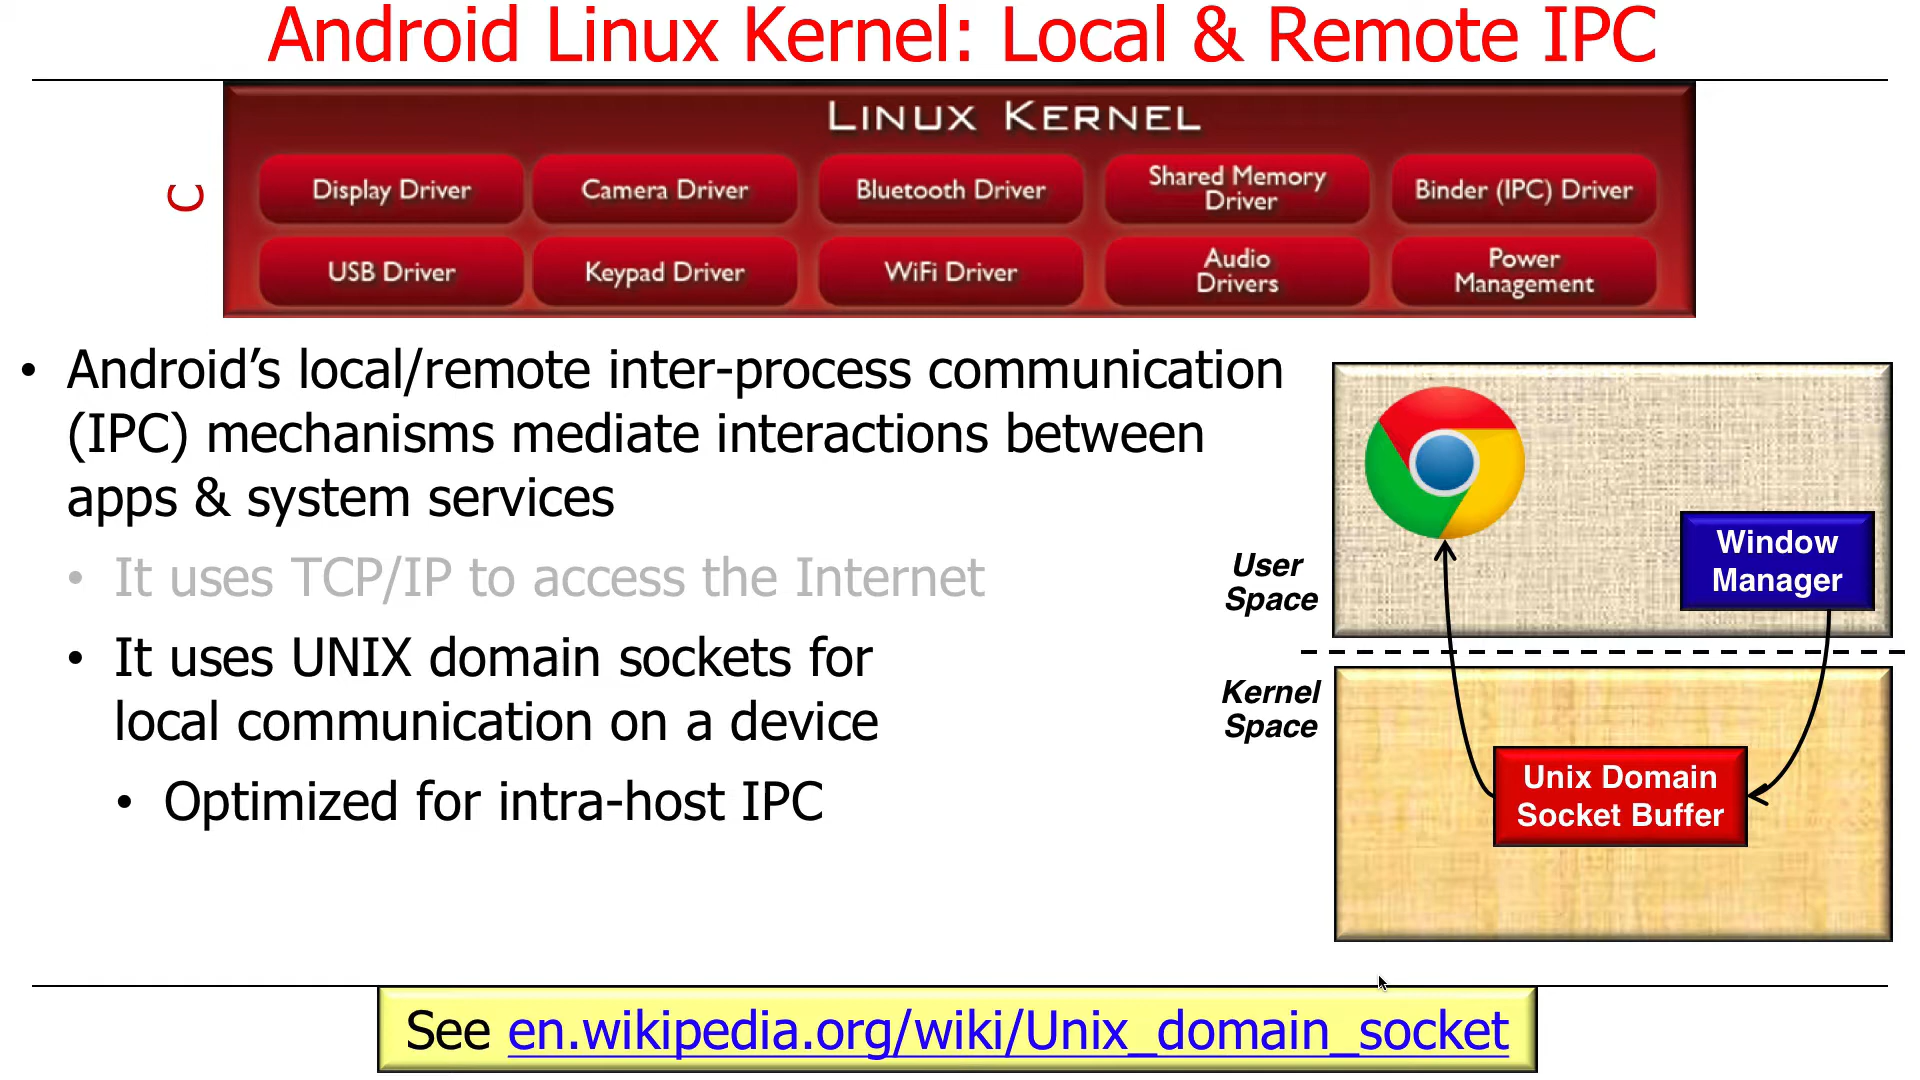 Android Linux Kernel: Local & Remote IPC
LINUX KERNEL
C
Display Driver
Camera Driver
Bluetooth Driver
Shared Memory
Driver
Binder (IPC) Driver
USB Driver
Keypad Driver
WiFi Driver
Audio
Drivers
Power
Management
• Android’s local/remote inter-process communication
(IPC) mechanisms mediate interactions between
apps & system services
• It uses TCP/IP to access the Internet
• It uses UNIX domain sockets for
local communication on a device
• Optimized for intra-host IPC
User
Space
Window
Manager
Kernel
Space
Unix Domain
Socket Buffer
See en.wikipedia.org/wiki/Unix_domain_socket